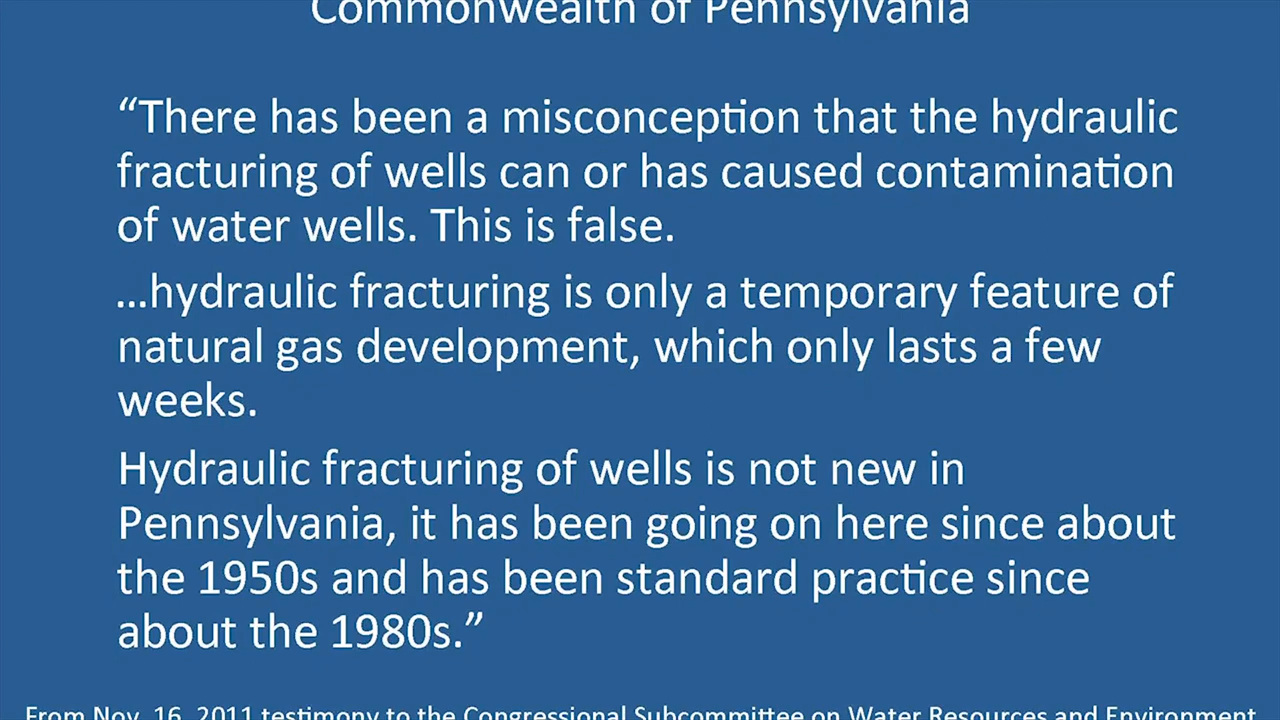 Commonwealth of Pennsylvania
“There has been a misconception that the hydraulic
fracturing of wells can or has caused contamination
of water wells. This is false.
…hydraulic fracturing is only a temporary feature of
natural gas development, which only lasts a few
weeks.
Hydraulic fracturing of wells is not new in
Pennsylvania, it has been going on here since about
the 1950s and has been standard practice since
about the 1980s.”
From Nov. 16, 2011 testimony to the Congressional Subcommittee on Water Resources and Environment